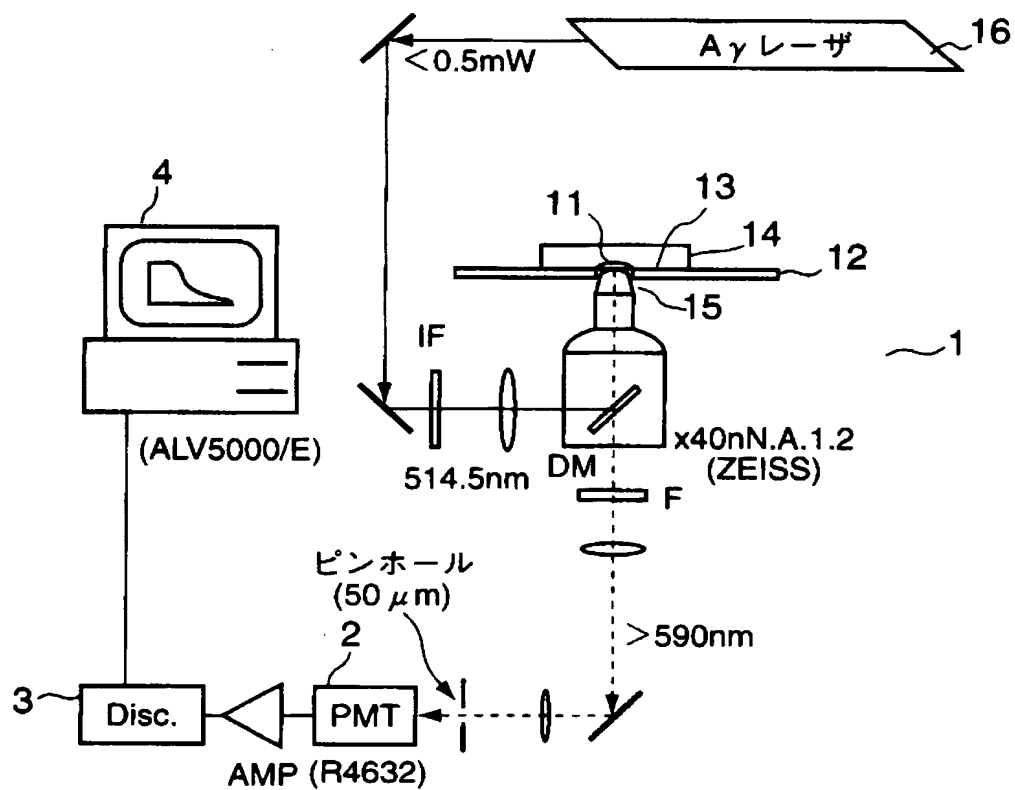 Aγレーザ
16
<0.5mW
4
11
13
14
12
15
1
IF
(ALV5000/E)
514.5nm
DM
x40nN.A.1.2
(ZEISS)
F
ピンホール
(50μm)
>590nm
2
3
Disc.
PMT
AMP (R4632)